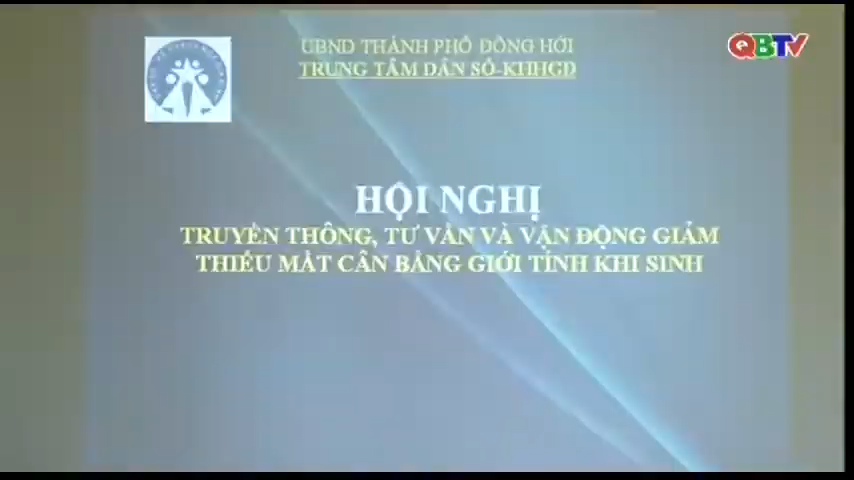 UBND THÀNH PHỐ ĐỒNG HỚI
TRUNG TÂM DÂN SỐ-KHHGĐ
QBTV
HỘI NGHỊ
TRUYỀN THÔNG, TƯ VẤN VÀ VẬN ĐỘNG GIẢM
THIỂU MẤT CÂN BẰNG GIỚI TÍNH KHI SINH